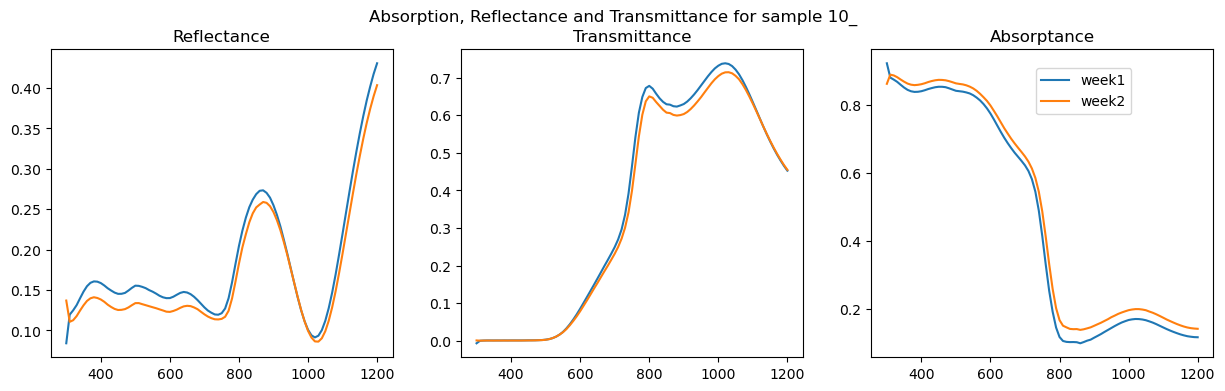 Absorption, Reflectance and Transmittance for sample 10_
Reflectance
0.40
0.35
0.30
0.25
0.20
0.15
0.10
400 600 800 1000 1200
Transmittance
0.7
0.6
0.5
0.4
0.3
0.2
0.1
0.0
400 600 800 1000 1200
Absorptance
week1
week2
0.8
0.6
0.4
0.2
400 600 800 1000 1200